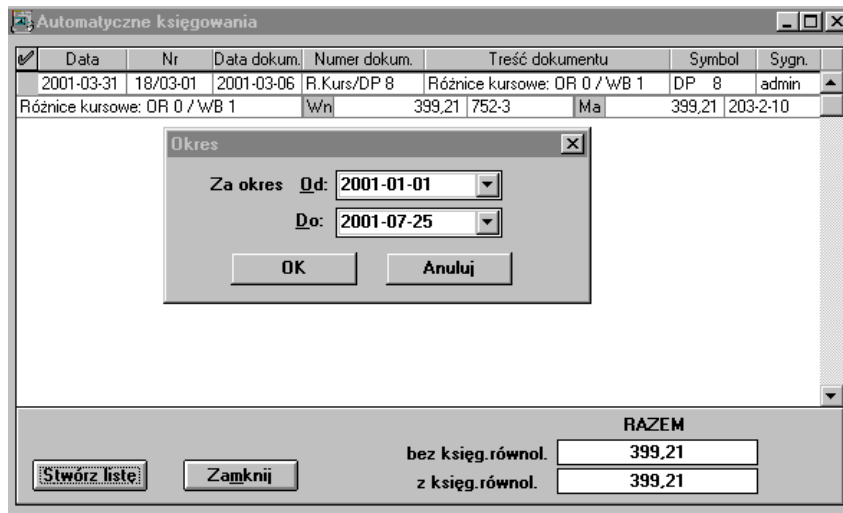 Automatyczne księgowania
Data Nr Data dokum. Numer dokum. Treść dokumentu Symbol Sygn.
2001-03-31 18/03-01 2001-03-06 R.Kurs/DP 8 Różnice kursowe: OR 0 / WB 1 DP 8 admin
Różnice kursowe: OR 0 / WB 1 Wn 399,21 752-3 Ma 399,21 203-2-10
Okres
Za okres Od: 2001-01-01
Do: 2001-07-25
OK Anuluj
RAZEM
bez księg.równol. 399,21
Stwórz listę Zamknij
z księg.równol. 399,21